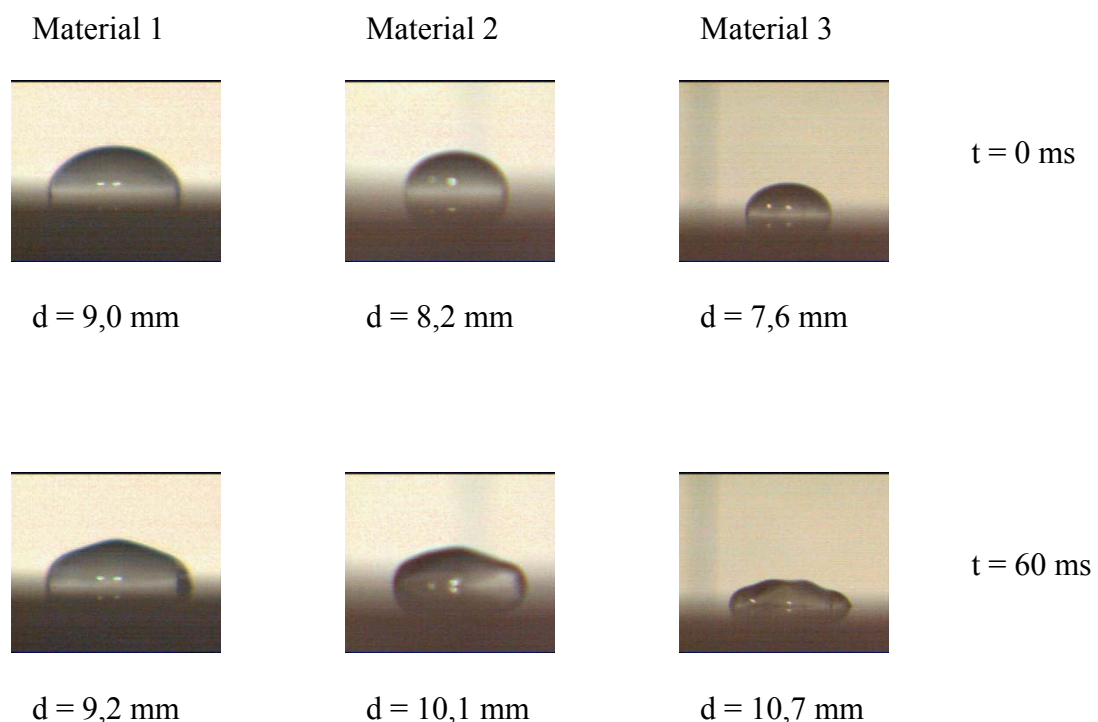 Material 1 Material 2 Material 3
t = 0 ms
d = 9,0 mm d = 8,2 mm d = 7,6 mm
t = 60 ms
d = 9,2 mm d = 10,1 mm d = 10,7 mm